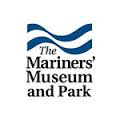 The
Mariners'
Museum
and Park